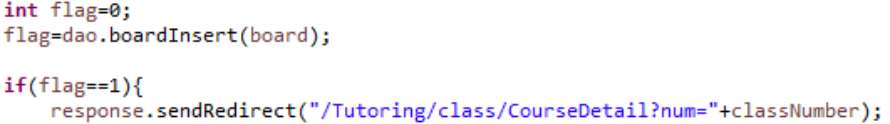 int flag=0;
flag=dao.boardInsert(board);
if(flag==1){
response.sendRedirect("/Tutoring/class/CourseDetail?num="+classNumber);